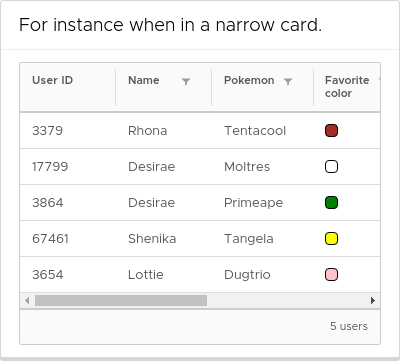 For instance when in a narrow card.
User ID Name Pokemon Favorite color
3379 Rhona Tentacool
17799 Desirae Moltres
3864 Desirae Primeape
67461 Shenika Tangela
3654 Lottie Dugtrio
5 users